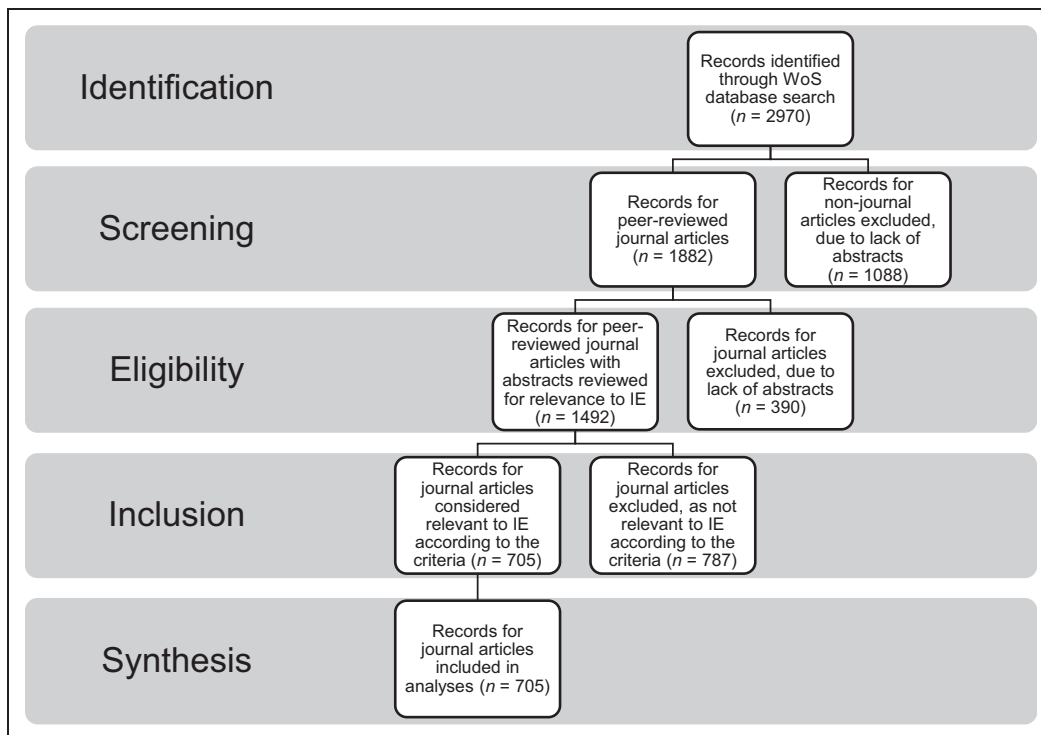 Identification
Records identified
through WoS
database search
(n = 2970)
Screening
Records for
peer-reviewed
journal articles
(n = 1882)
Records for
non-journal
articles excluded,
due to lack of
abstracts
(n = 1088)
Eligibility
Records for peer-
reviewed journal
articles with
abstracts reviewed
for relevance to IE
(n = 1492)
Records for
journal articles
excluded, due to
lack of abstracts
(n = 390)
Inclusion
Records for
journal articles
considered
relevant to IE
according to the
criteria (n = 705)
Records for
journal articles
excluded, as not
relevant to IE
according to the
criteria (n = 787)
Synthesis
Records for
journal articles
included in
analyses (n = 705)